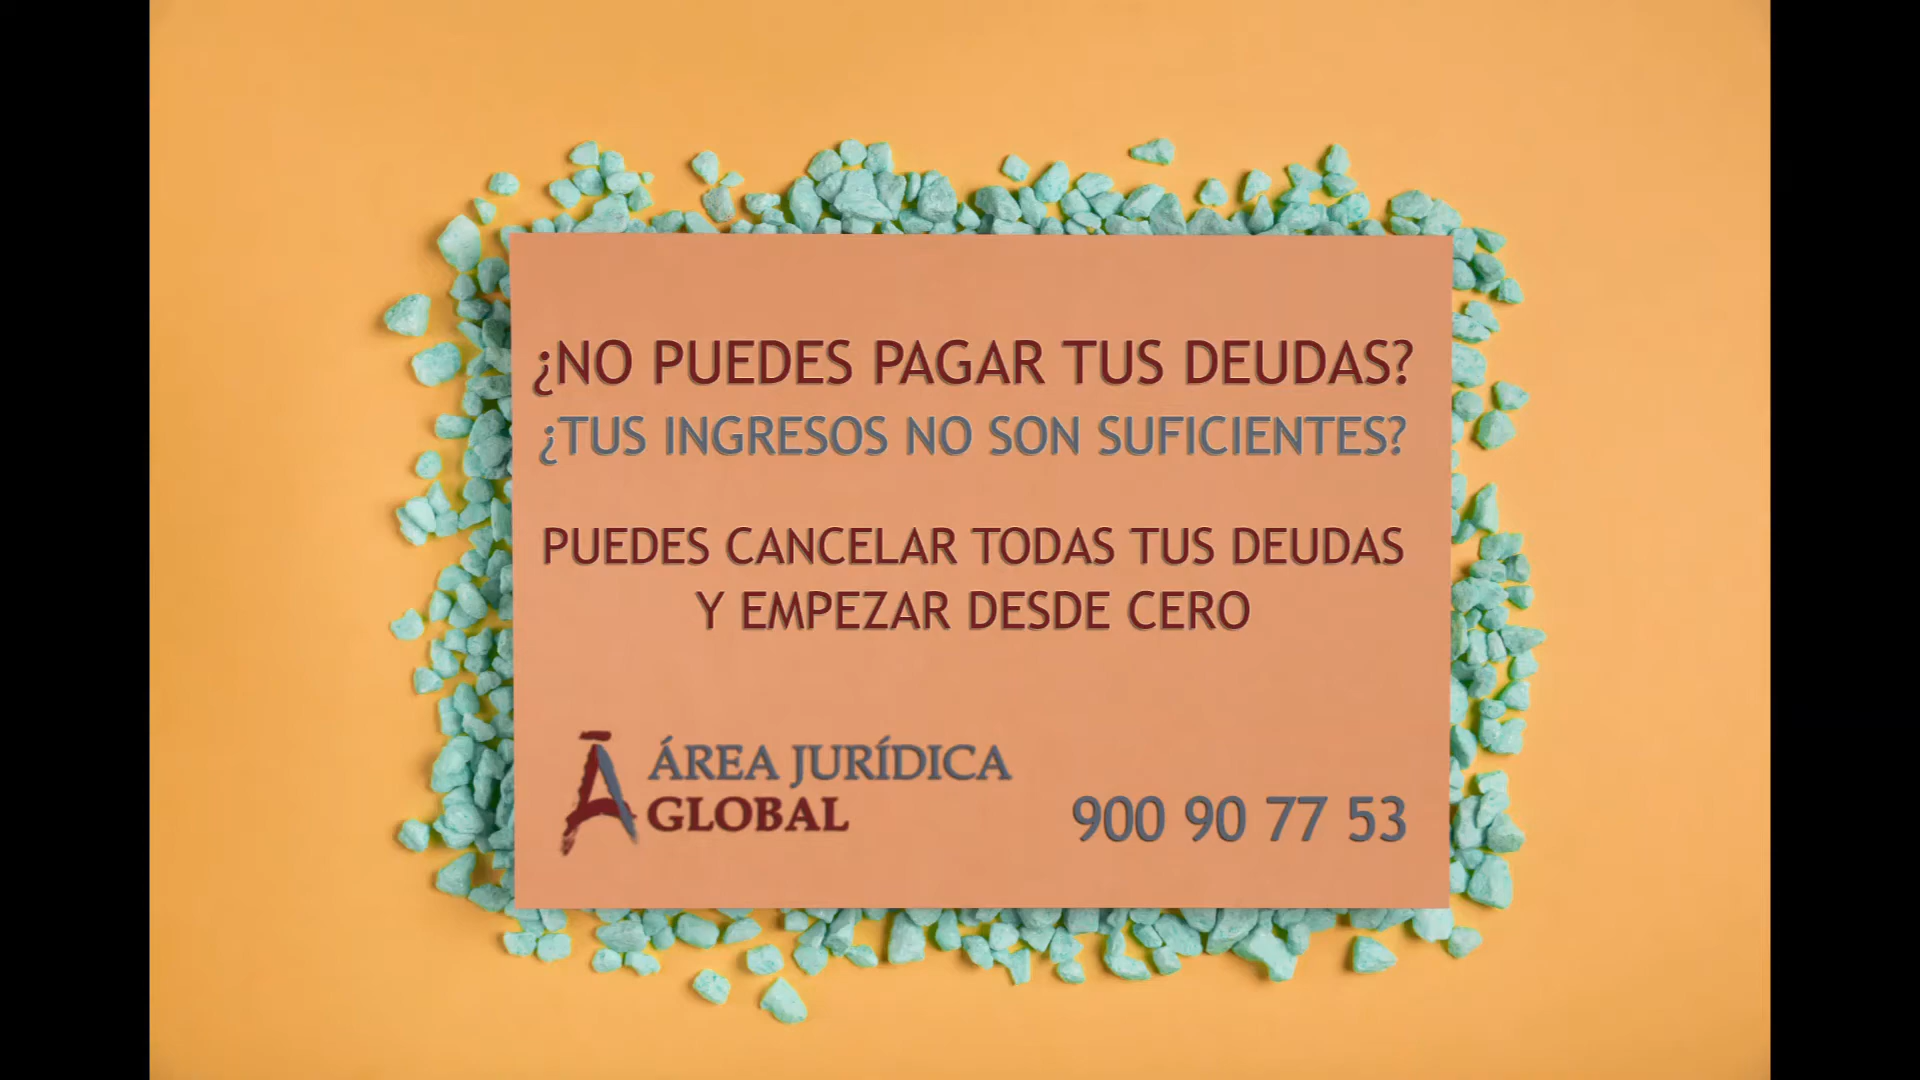 ¿NO PUEDES PAGAR TUS DEUDAS?
¿TUS INGRESOS NO SON SUFICIENTES?
PUEDES CANCELAR TODAS TUS DEUDAS
Y EMPEZAR DESDE CERO
ÁREA JURÍDICA
GLOBAL
900 90 77 53